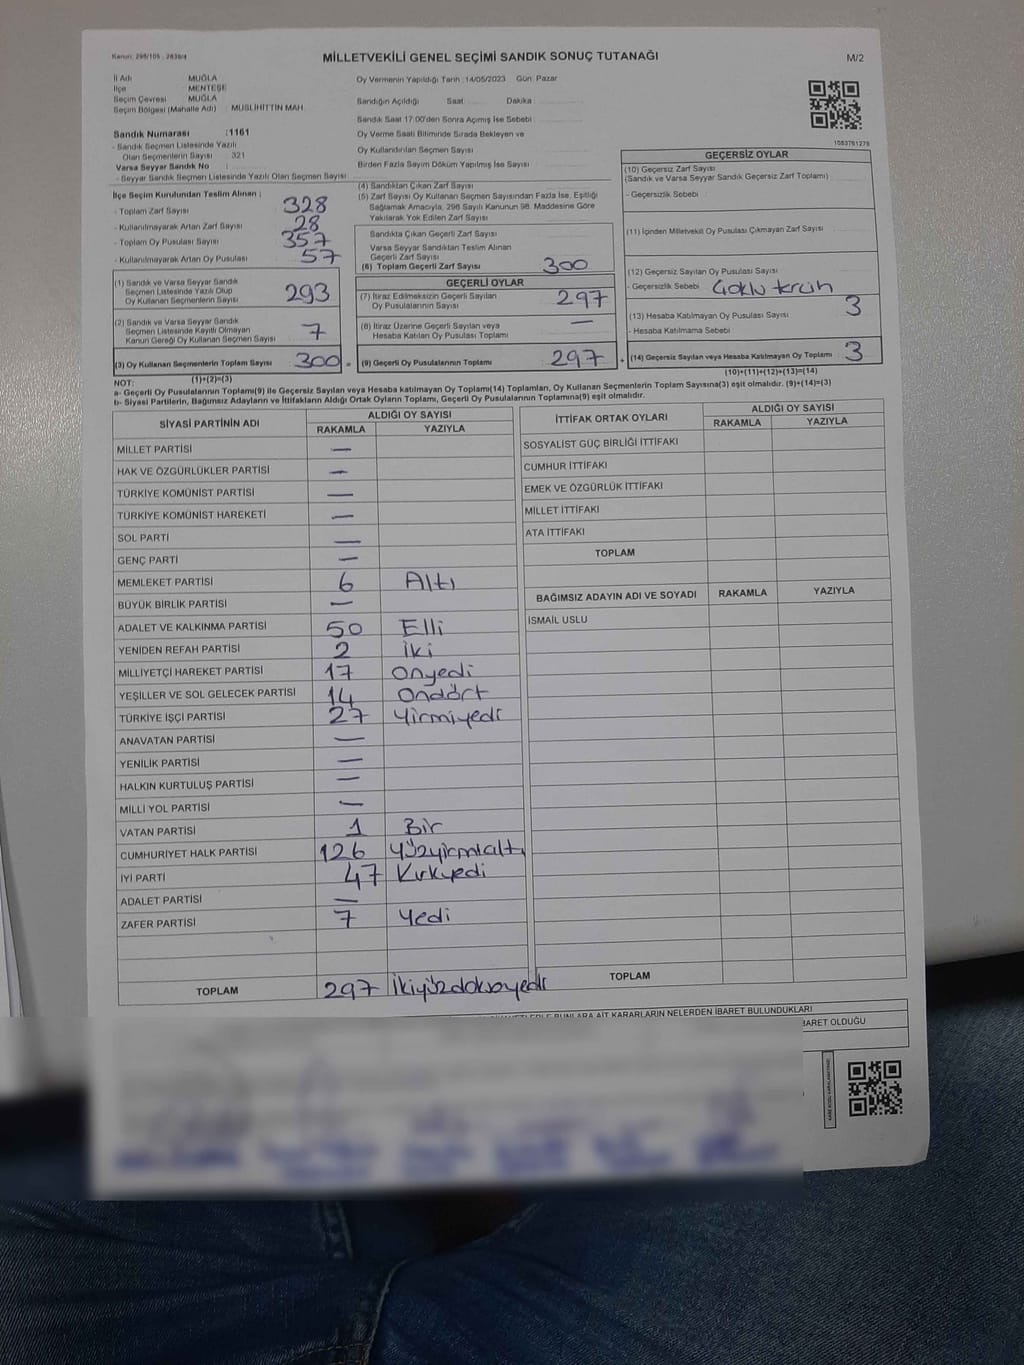 Kanun: 298/105 , 2839/4
MİLLETVEKİLİ GENEL SEÇİMİ SANDIK SONUÇ TUTANAĞI
M/2
İl Adı : MUĞLA
İlçe : MENTEŞE
Seçim Çevresi : MUĞLA
Seçim Bölgesi (Mahalle Adı) : MUSLİHİTTİN MAH.
Sandık Numarası :1161
- Sandık Seçmen Listesinde Yazılı
Olan Seçmenlerin Sayısı : 321
Varsa Seyyar Sandık No :
- Seyyar Sandık Seçmen Listesinde Yazılı Olan Seçmen Sayısı :
Oy Vermenin Yapıldığı Tarih :14/05/2023 Gün: Pazar
Sandığın Açıldığı Saat: Dakika:
Sandık Saat 17:00'den Sonra Açmış İse Sebebi :
Oy Verme Saati Bitiminde Sırada Bekleyen ve
Oy Kullandırılan Seçmen Sayısı
Birden Fazla Sayım Döküm Yapılmış İse Sayısı :
1083761279
İlçe Seçim Kurulundan Teslim Alınan ;
- Toplam Zarf Sayısı 328
- Kullanılmayarak Artan Zarf Sayısı 28
- Toplam Oy Pusulası Sayısı 357
- Kullanılmayarak Artan Oy Pusulası 57
(1) Sandık ve Varsa Seyyar Sandık
Seçmen Listesinde Yazılı Olup
Oy Kullanan Seçmenlerin Sayısı 293
(2) Sandık ve Varsa Seyyar Sandık
Seçmen Listesinde Kayıtlı Olmayan
Kanun Gereği Oy Kullanan Seçmen Sayısı 7
(3) Oy Kullanan Seçmenlerin Toplam Sayısı 300 =
(1)+(2)=(3)
(4) Sandıktan Çıkan Zarf Sayısı
(5) Zarf Sayısı Oy Kullanan Seçmen Sayısından Fazla İse, Eşitliği
Sağlamak Amacıyla, 298 Sayılı Kanunun 98. Maddesine Göre
Yakılarak Yok Edilen Zarf Sayısı
Sandıkta Çıkan Geçerli Zarf Sayısı
Varsa Seyyar Sandıktan Teslim Alınan
Geçerli Zarf Sayısı
(6) Toplam Geçerli Zarf Sayısı 300
GEÇERLİ OYLAR
(7) İtiraz Edilmeksizin Geçerli Sayılan
Oy Pusulasının Sayısı 297
(8) İtiraz Üzerine Geçerli Sayılan veya
Hesaba Katılan Oy Pusulası Toplamı —
(9) Geçerli Oy Pusulalarının Toplamı 297 +
GEÇERSİZ OYLAR
(10) Geçersiz Zarf Sayısı
(Sandık ve Varsa Seyyar Sandık Geçersiz Zarf Toplamı)
- Geçersizlik Sebebi
(11) İçinden Milletvekili Oy Pusulası Çıkmayan Zarf Sayısı
(12) Geçersiz Sayılan Oy Pusulası Sayısı
- Geçersizlik Sebebi Çoklu tercih
(13) Hesaba Katılmayan Oy Pusulası Sayısı 3
- Hesaba Katılmama Sebebi
(14) Geçersiz Sayılan veya Hesaba Katılmayan Oy Toplamı 3
(10)+(11)+(12)+(13)=(14)
NOT:
a- Geçerli Oy Pusulalarının Toplamı(9) ile Geçersiz Sayılan veya Hesaba katılmayan Oy Toplamı(14) Toplamları, Oy Kullanan Seçmenlerin Toplam Sayısına(3) eşit olmalıdır. (9)+(14)=(3)
b- Siyasi Partilerin, Bağımsız Adayların ve İttifakların Aldığı Ortak Oyların Toplamı, Geçerli Oy Pusulalarının Toplamına(9) eşit olmalıdır.
SİYASİ PARTİNİN ADI ALDIĞI OY SAYISI
RAKAMLA YAZIYLA
MİLLET PARTİSİ —
HAK VE ÖZGÜRLÜKLER PARTİSİ —
TÜRKİYE KOMÜNİST PARTİSİ —
TÜRKİYE KOMÜNİST HAREKETİ —
SOL PARTİ —
GENÇ PARTİ —
MEMLEKET PARTİSİ 6 Altı
BÜYÜK BİRLİK PARTİSİ —
ADALET VE KALKINMA PARTİSİ 50 Elli
YENİDEN REFAH PARTİSİ 2 İki
MİLLİYETÇİ HAREKET PARTİSİ 17 Onyedi
YEŞİLLER VE SOL GELECEK PARTİSİ 14 Ondört
TÜRKİYE İŞÇİ PARTİSİ 27 Yirmiyedi
ANAVATAN PARTİSİ —
YENİLİK PARTİSİ —
HALKIN KURTULUŞ PARTİSİ —
MİLLİ YOL PARTİSİ —
VATAN PARTİSİ 1 Bir
CUMHURİYET HALK PARTİSİ 126 Yüzyirmialtı
İYİ PARTİ 47 Kırkyedi
ADALET PARTİSİ —
ZAFER PARTİSİ 7 Yedi
TOPLAM 297 İkiyüzdoksanyedi
İTTİFAK ORTAK OYLARI ALDIĞI OY SAYISI
RAKAMLA YAZIYLA
SOSYALİST GÜÇ BİRLİĞİ İTTİFAKI
CUMHUR İTTİFAKI
EMEK VE ÖZGÜRLÜK İTTİFAKI
MİLLET İTTİFAKI
ATA İTTİFAKI
TOPLAM
BAĞIMSIZ ADAYIN ADI VE SOYADI RAKAMLA YAZIYLA
İSMAİL USLU
TOPLAM
BUNLARA AİT KARARLARIN NELERDEN İBARET BULUNDUKLARI
İBARET OLDUĞU